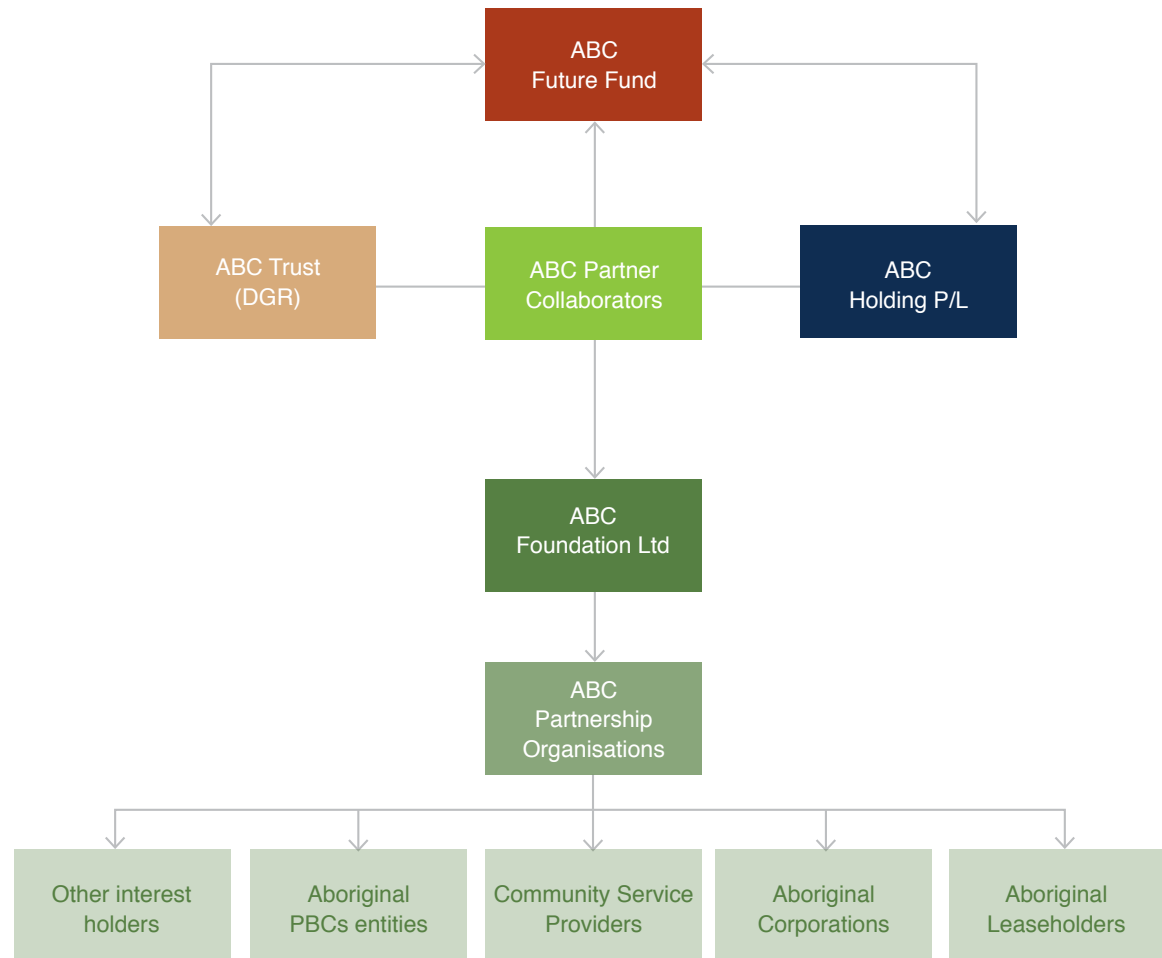 ABC
Future Fund
ABC Trust
(DGR)
ABC Partner
Collaborators
ABC
Holding P/L
ABC
Foundation Ltd
ABC
Partnership
Organisations
Other interest
holders
Aboriginal
PBCs entities
Community Service
Providers
Aboriginal
Corporations
Aboriginal
Leaseholders